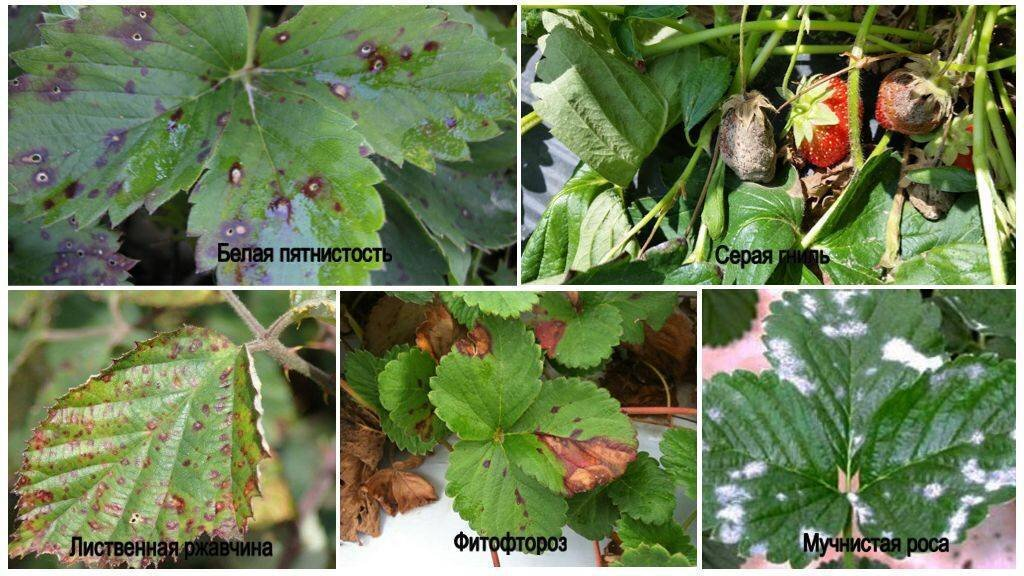 Белая пятнистость
Серая гниль
Лиственная ржавчина
Фитофтороз
Мучнистая роса